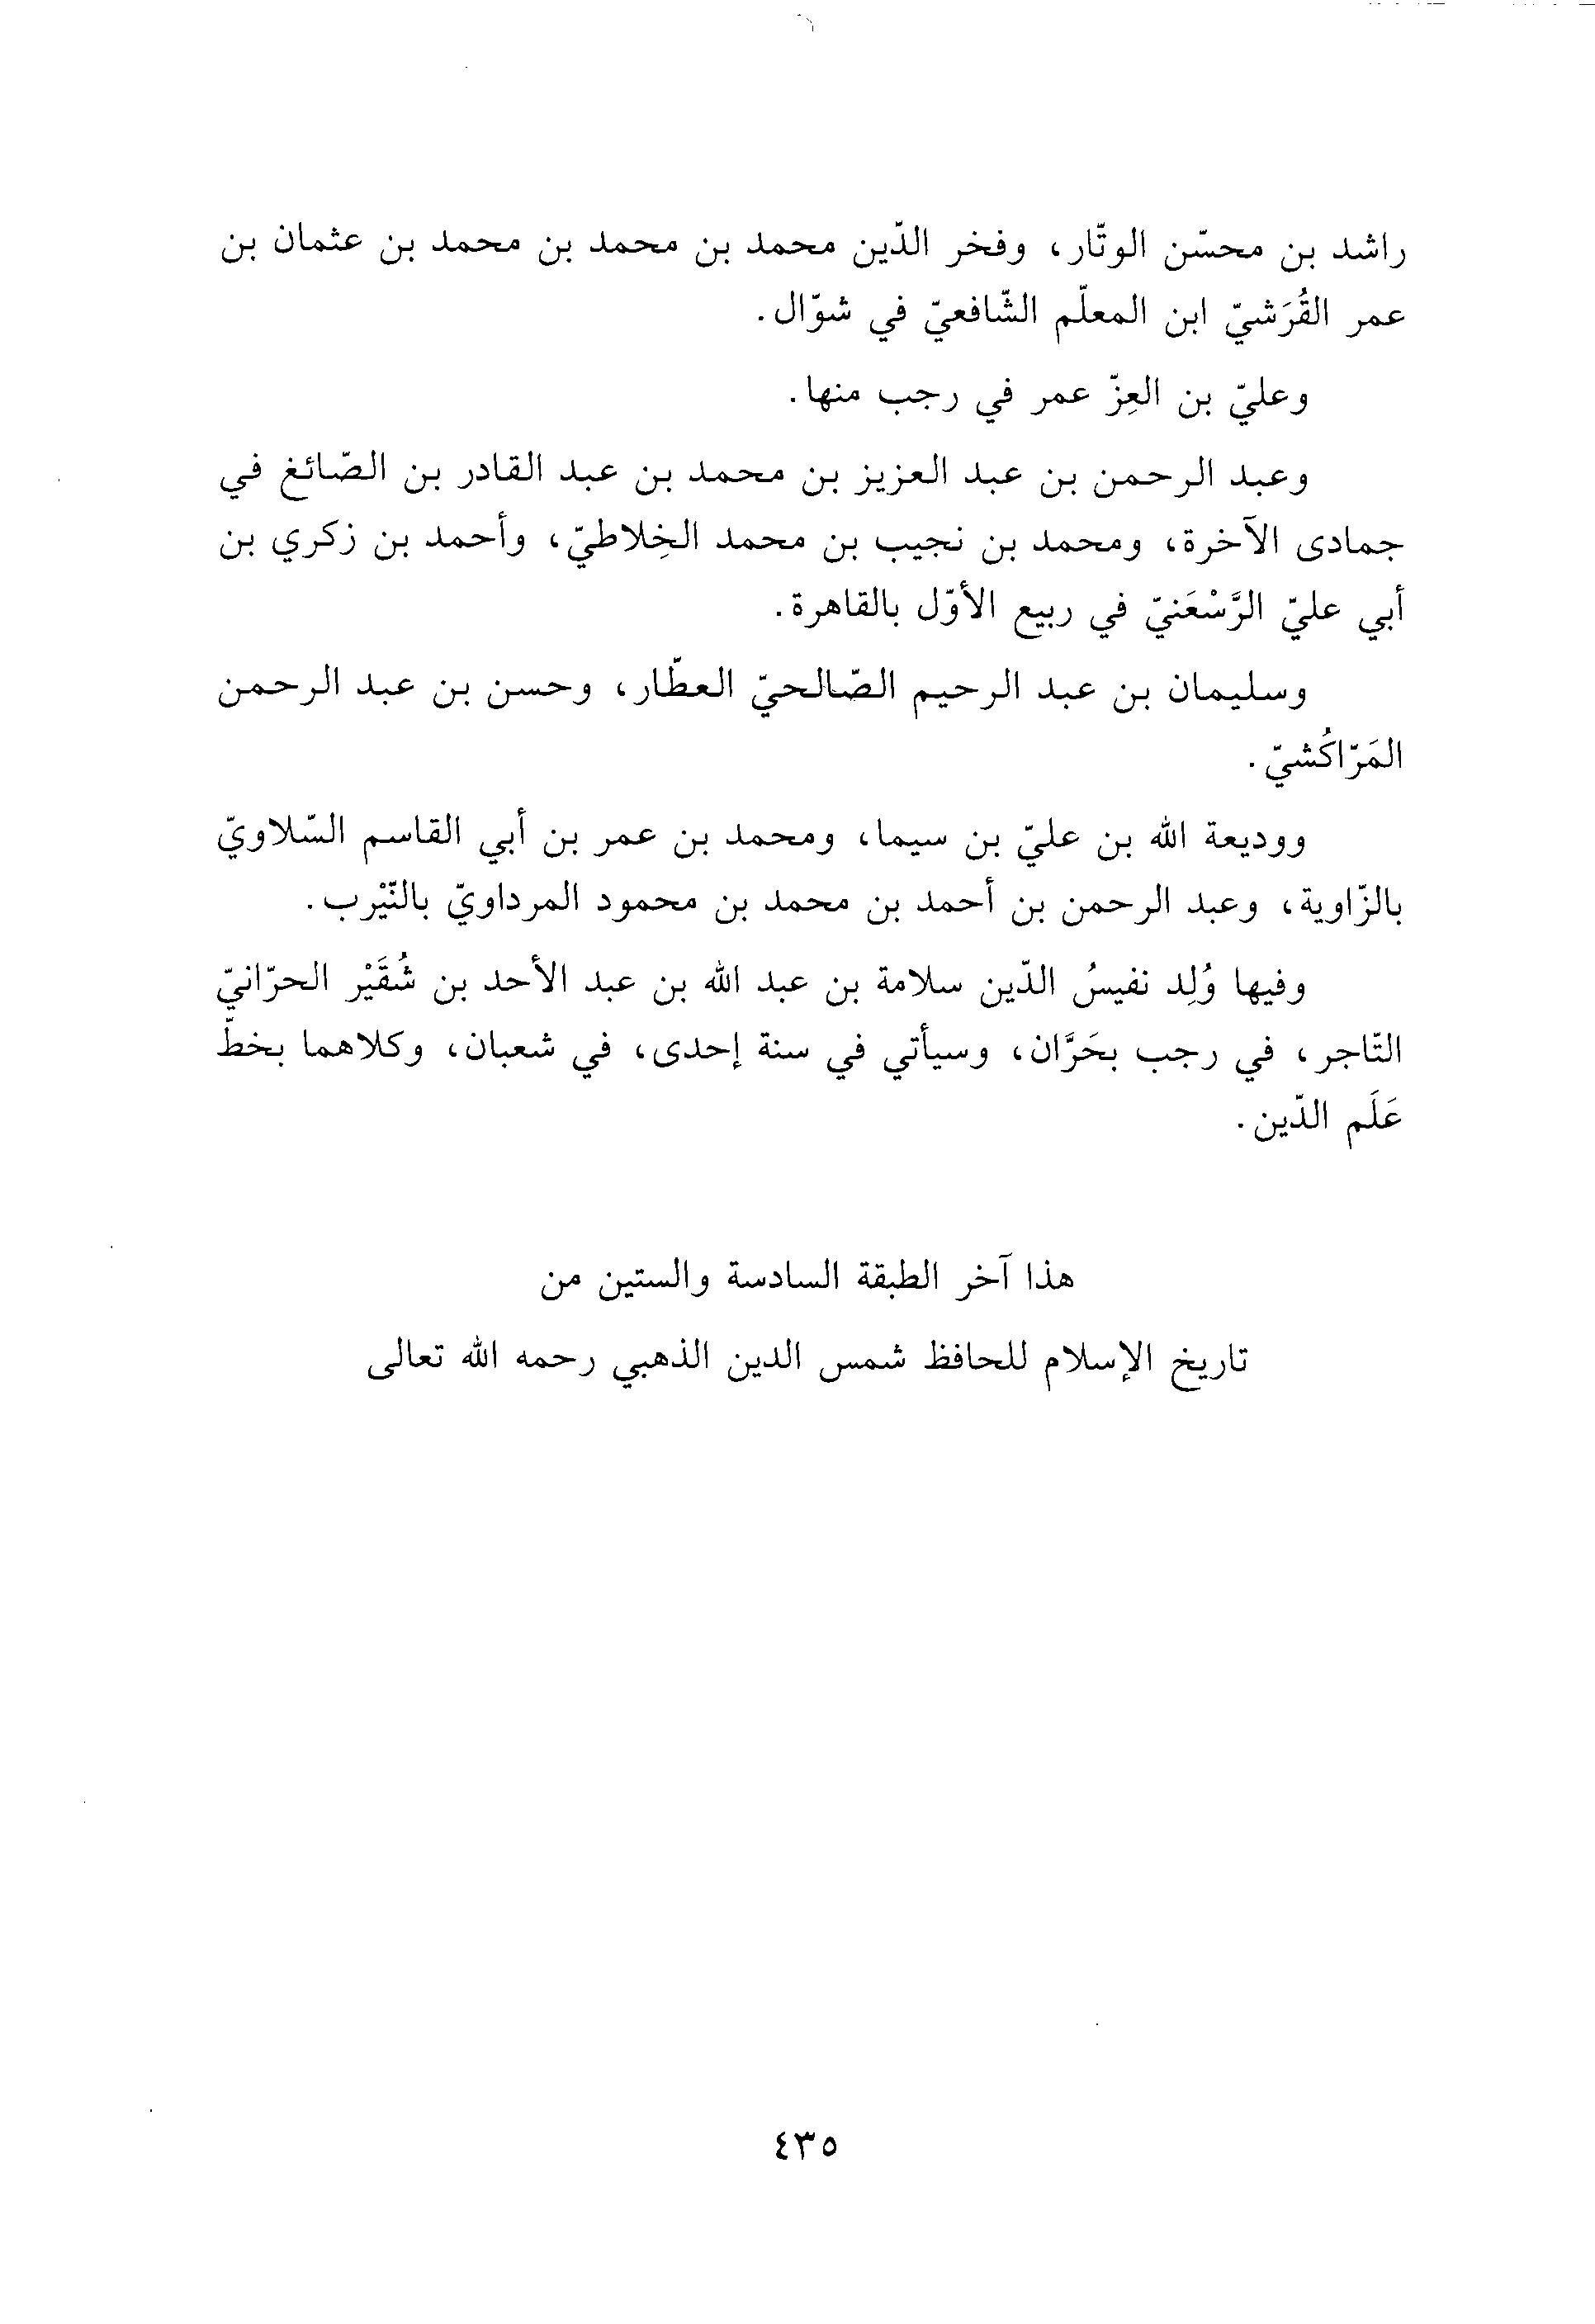 راشد بن محسّن الوتّار، وفخر الدّين محمد بن محمد بن محمد بن عثمان بن
عمر القُرَشيّ ابن المعلّم الشّافعيّ في شوّال.
وعليّ بن العِزّ عمر في رجب منها.
وعبد الرحمن بن عبد العزيز بن محمد بن عبد القادر بن الصّائغ في
جمادى الآخرة، ومحمد بن نجيب بن محمد الخِلاطيّ، وأحمد بن زكري بن
أبي عليّ الرَّسْعَنيّ في ربيع الأوّل بالقاهرة.
وسليمان بن عبد الرحيم الصّالحيّ العطّار، وحسن بن عبد الرحمن
المَرّاكُشيّ.
ووديعة الله بن عليّ بن سيما، ومحمد بن عمر بن أبي القاسم السّلاويّ
بالزّاوية، وعبد الرحمن بن أحمد بن محمد بن محمود المرداويّ بالنّيْرب.
وفيها وُلِد نفيسُ الدّين سلامة بن عبد الله بن عبد الأحد بن شُقَيْر الحرّانيّ
التّاجر، في رجب بحَرَّان، وسيأتي في سنة إحدى، في شعبان، وكلاهما بخطّ
عَلَم الدّين.
هذا آخر الطبقة السادسة والستين من
تاريخ الإسلام للحافظ شمس الدين الذهبي رحمه الله تعالى
٤٣٥